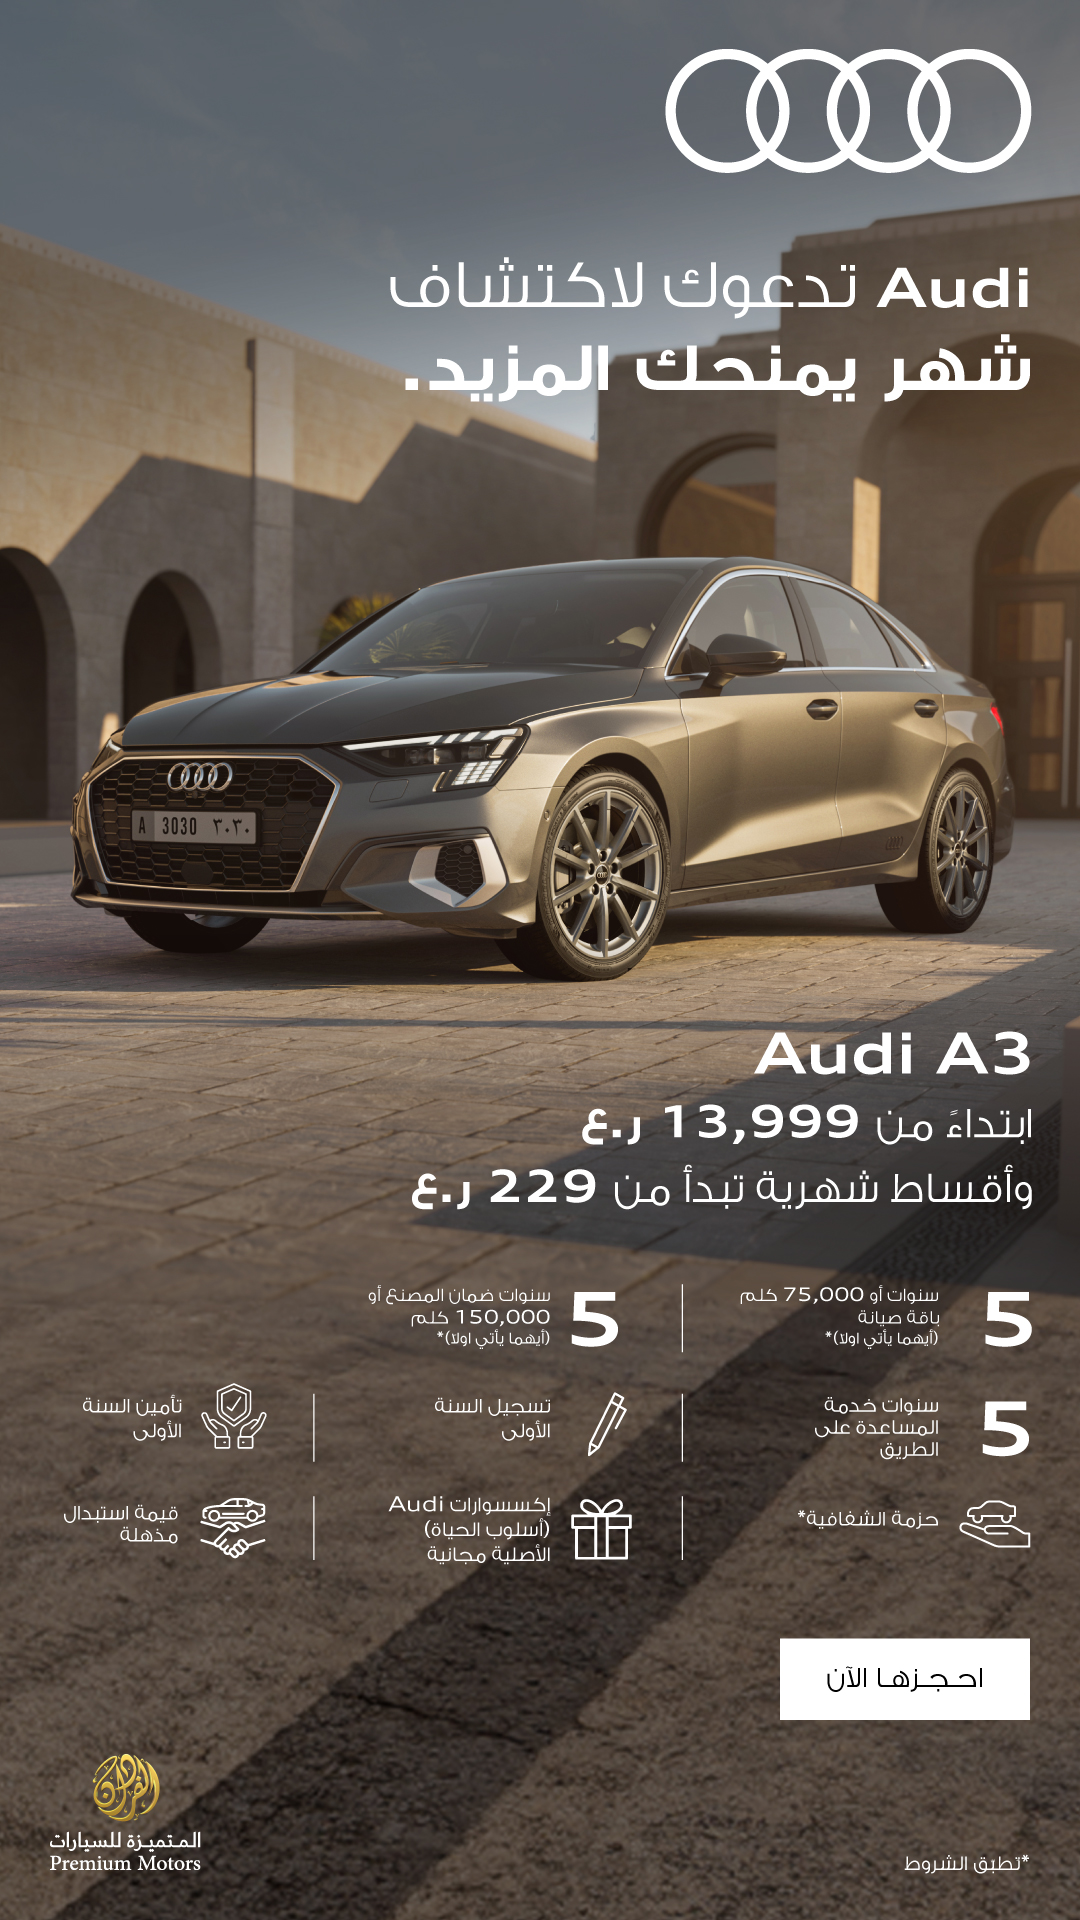 Audi تدعوك لاكتشاف
شهر يمنحك المزيد.
A 3030 ٣٠٣٠
Audi A3
ابتداءً من 13,999 ر.ع
وأقساط شهرية تبدأ من 229 ر.ع
5
سنوات أو 75,000 كلم
باقة صيانة
(أيهما يأتي اولا)*
5
سنوات ضمان المصنع أو
150,000 كلم
(أيهما يأتي اولا)*
5
سنوات خدمة
المساعدة على
الطريق
تسجيل السنة
الأولى
تأمين السنة
الأولى
حزمة الشفافية*
إكسسوارات Audi
(أسلوب الحياة)
الأصلية مجانية
قيمة استبدال
مذهلة
احـجـزهـا الآن
الفردان
المتميزة للسيارات
Premium Motors
*تطبق الشروط